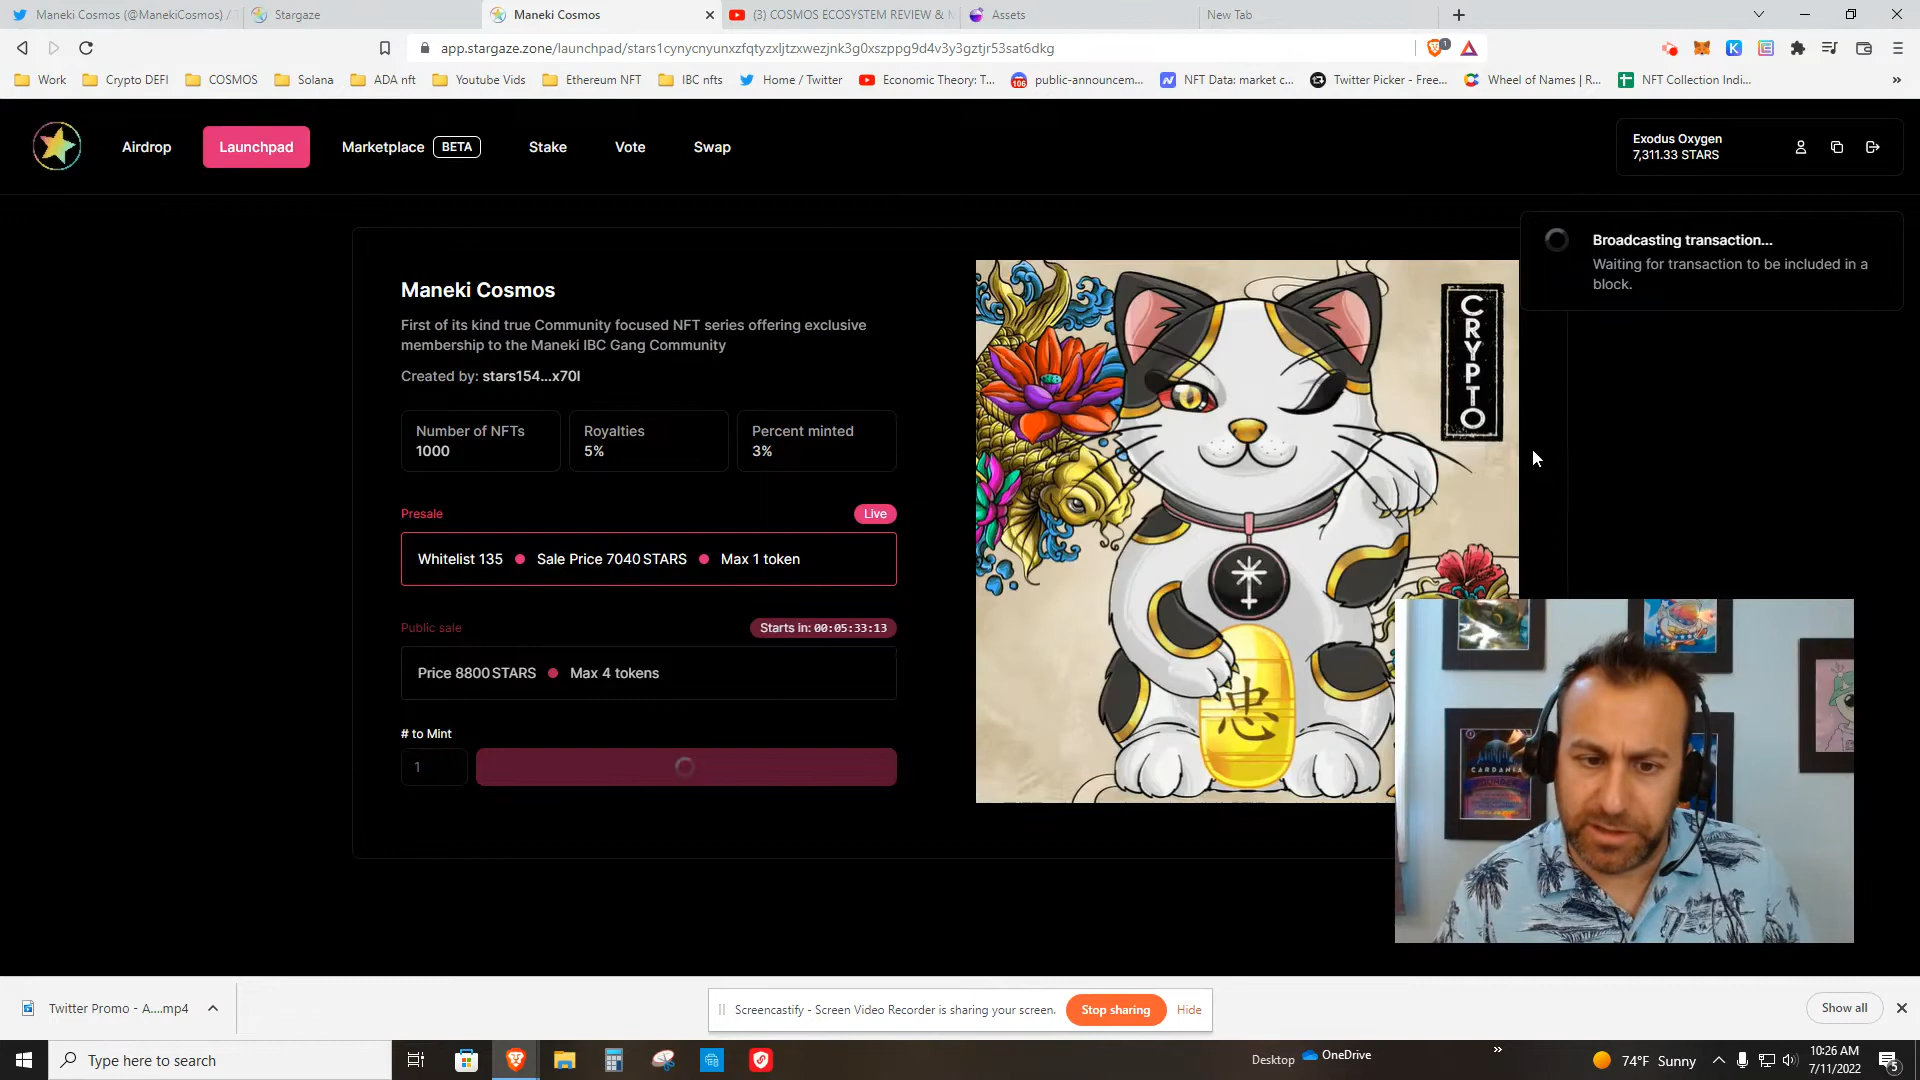 Maneki Cosmos (@ManekiCosmos) /
Stargaze
Maneki Cosmos
(3) COSMOS ECOSYSTEM REVIEW &
Assets
New Tab
app.stargaze.zone/launchpad/stars1cynycnyunxzfqtyzxljtzxwezjnk3g0xszppg9d4v3y3gztjr53sat6dkg
1
Work
Crypto DEFI
COSMOS
Solana
ADA nft
Youtube Vids
Ethereum NFT
IBC nfts
Home / Twitter
Economic Theory: T...
106
public-announcem...
NFT Data: market c...
Twitter Picker - Free...
Wheel of Names | R...
NFT Collection Indi...
Airdrop
Launchpad
Marketplace
BETA
Stake
Vote
Swap
Exodus Oxygen
7,311.33 STARS
Broadcasting transaction...
Waiting for transaction to be included in a
block.
Maneki Cosmos
First of its kind true Community focused NFT series offering exclusive
membership to the Maneki IBC Gang Community
Created by: stars154...x70l
Number of NFTs
1000
Royalties
5%
Percent minted
3%
Presale
Live
Whitelist 135
Sale Price 7040 STARS
Max 1 token
Public sale
Starts in: 00:05:33:13
Price 8800 STARS
Max 4 tokens
# to Mint
1
CRYPTO
忠
CARDANIA
Twitter Promo - A....mp4
Screencastify - Screen Video Recorder is sharing your screen.
Stop sharing
Hide
Show all
Type here to search
Desktop
OneDrive
74°F Sunny
10:26 AM
7/11/2022
5